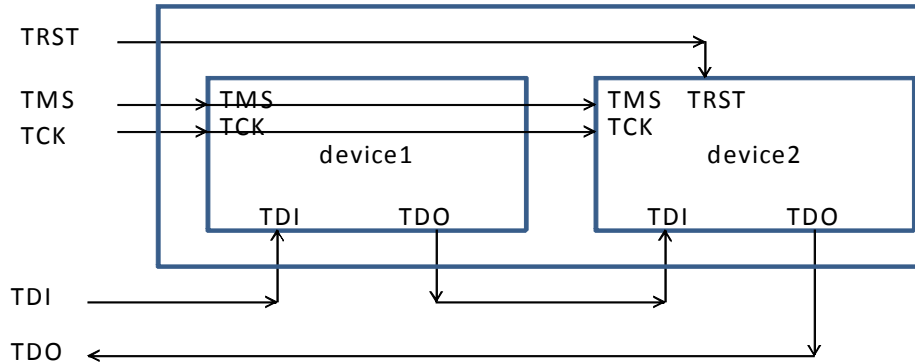 TRST
TMS TMS TMS TRST
TCK TCK TCK
device1 device2
TDI TDO TDI TDO
TDI
TDO